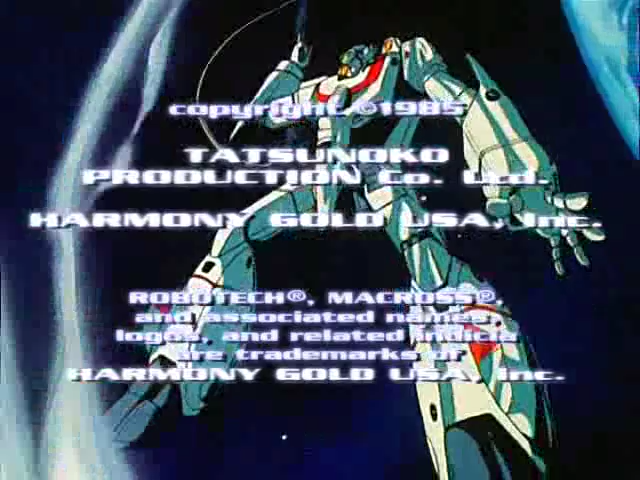 copyright ©1985
TATSUNOKO
PRODUCTION Co. Ltd.
HARMONY GOLD USA, Inc.
ROBOTECH®, MACROSS®,
and associated names,
logos, and related indicia
are trademarks of
HARMONY GOLD USA, inc.